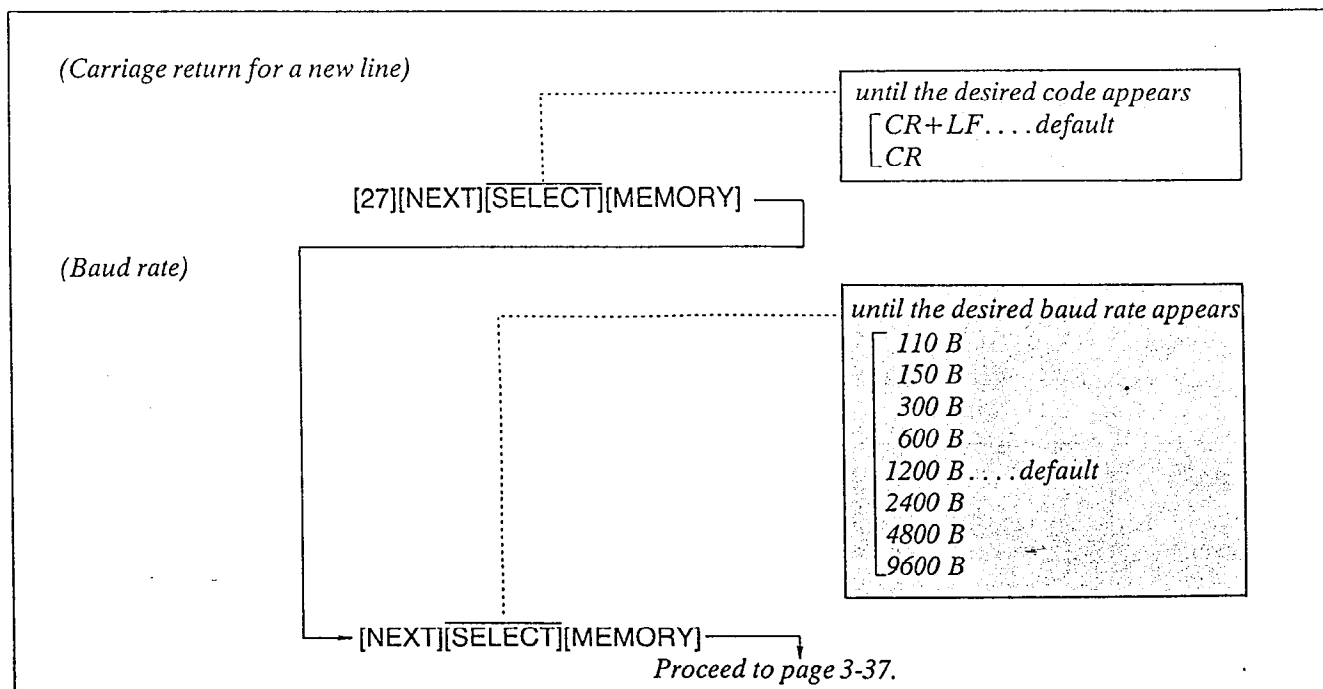 (Carriage return for a new line)
until the desired code appears
CR+LF....default
CR
[27][NEXT][SELECT][MEMORY]
(Baud rate)
until the desired baud rate appears
110 B
150 B
300 B
600 B
1200 B....default
2400 B
4800 B
9600 B
[NEXT][SELECT][MEMORY]
Proceed to page 3-37.